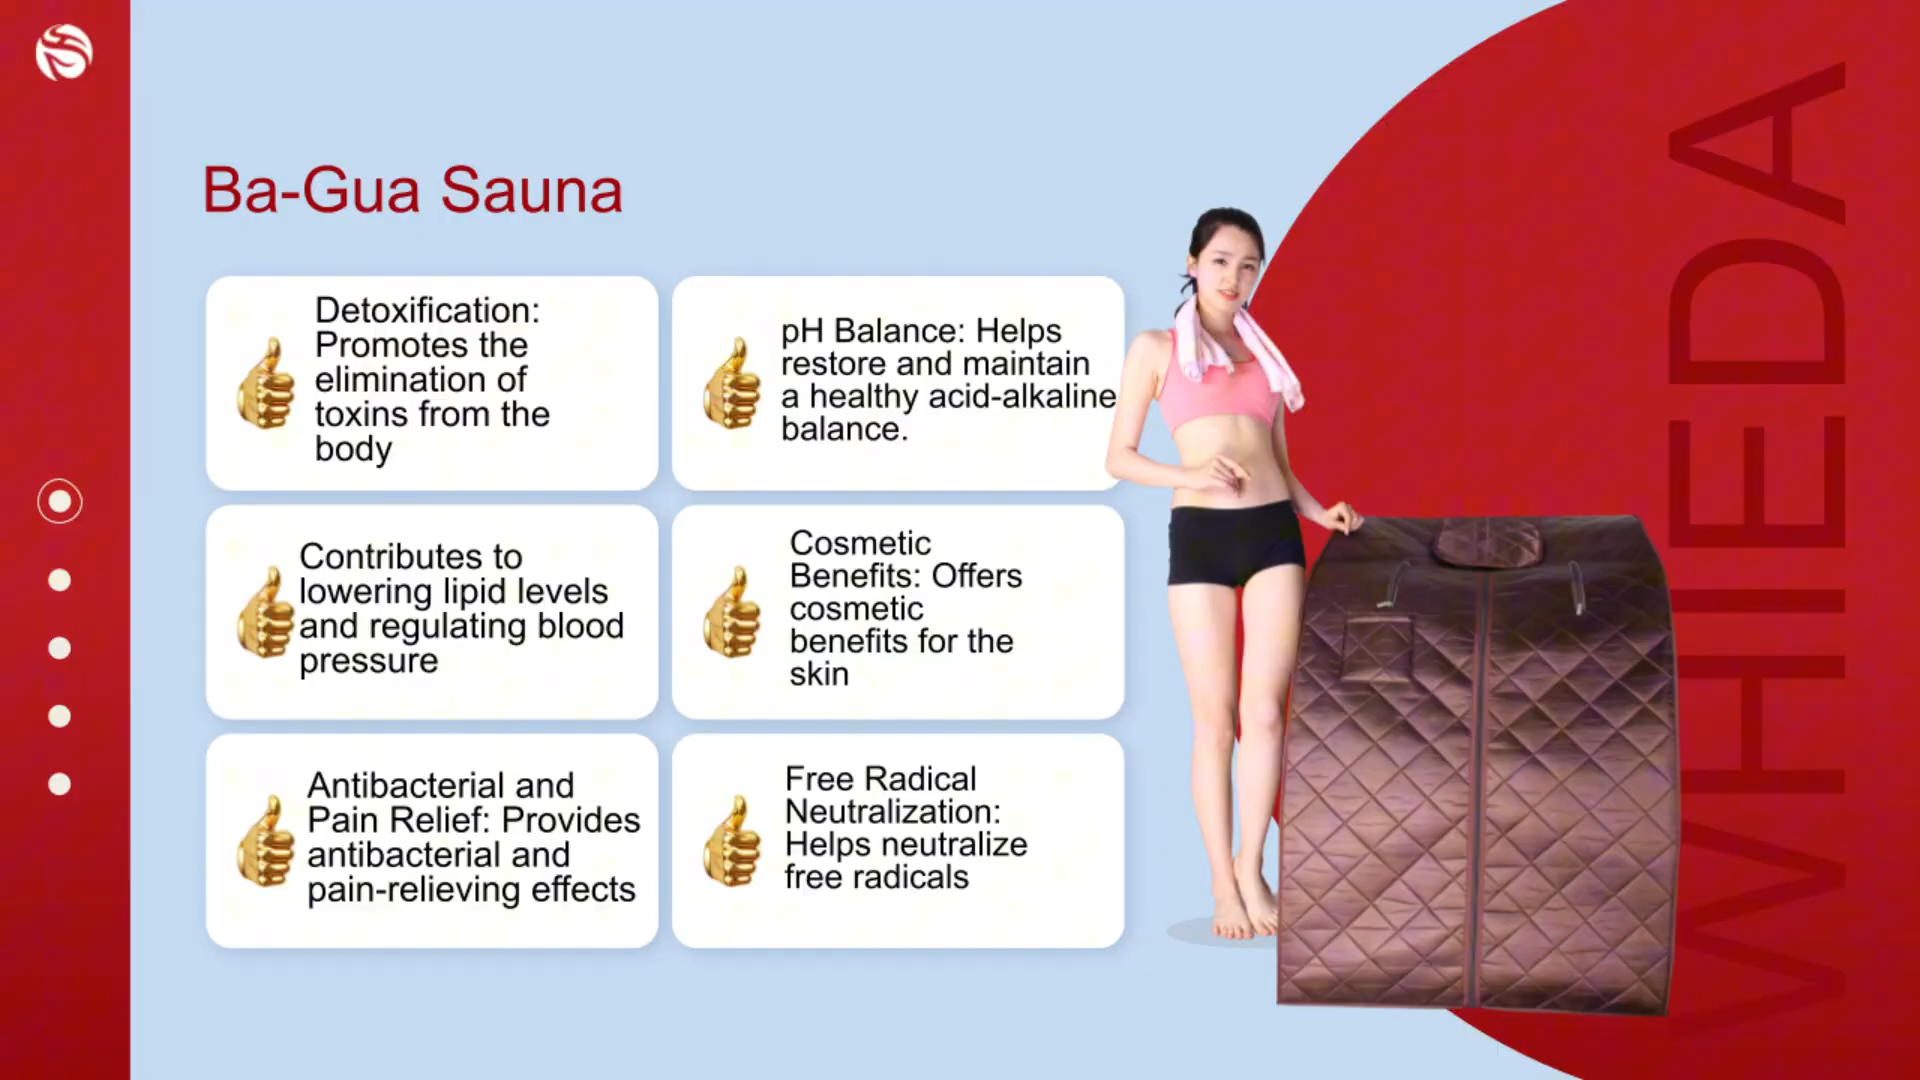 Ba-Gua Sauna
Detoxification:
Promotes the
elimination of
toxins from the
body
pH Balance: Helps
restore and maintain
a healthy acid-alkaline
balance.
Contributes to
lowering lipid levels
and regulating blood
pressure
Cosmetic
Benefits: Offers
cosmetic
benefits for the
skin
Antibacterial and
Pain Relief: Provides
antibacterial and
pain-relieving effects
Free Radical
Neutralization:
Helps neutralize
free radicals
WHIEDA